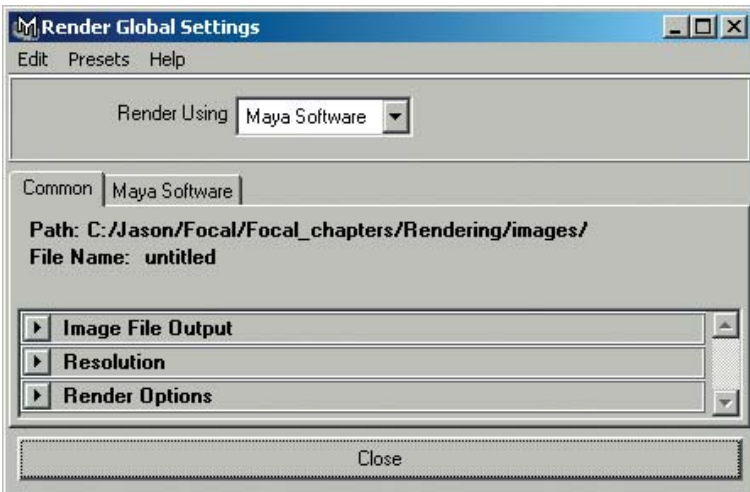 Render Global Settings
Edit Presets Help
Render Using Maya Software
Common Maya Software
Path: C:/Jason/Focal/Focal_chapters/Rendering/images/
File Name: untitled
Image File Output
Resolution
Render Options
Close